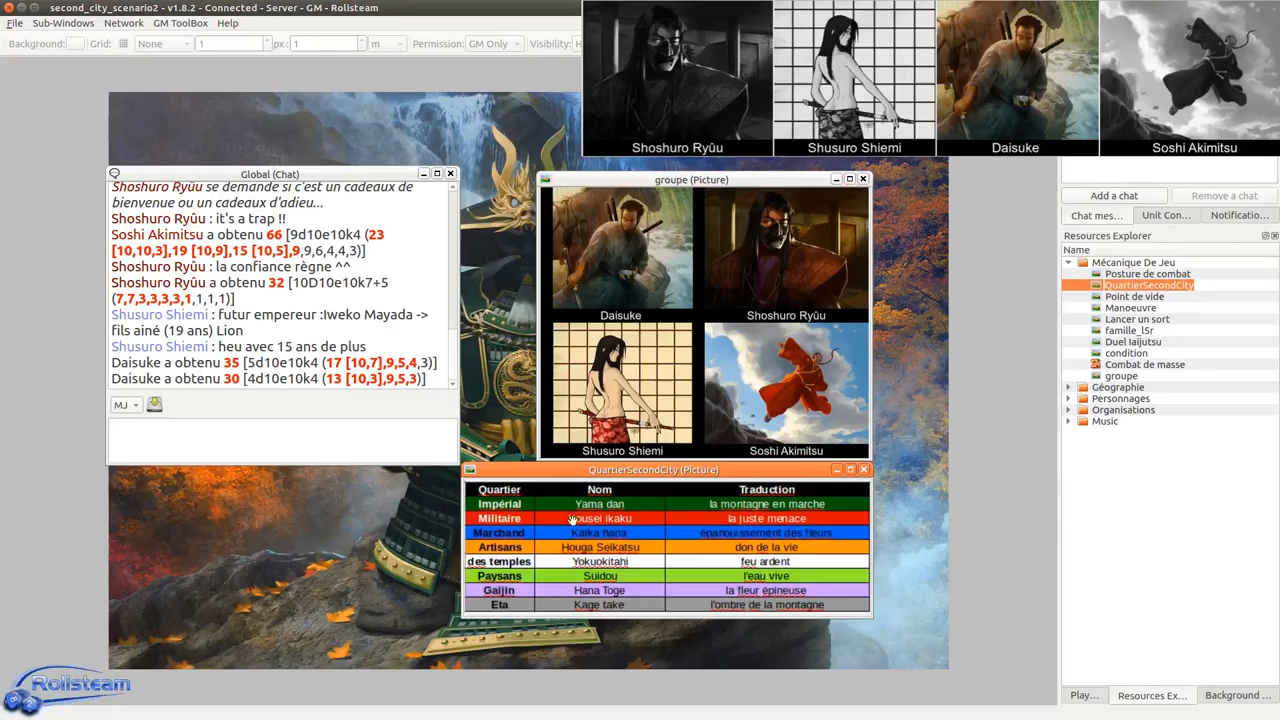 second_city_scenario2 - v1.8.2 - Connected - Server - GM - Rolisteam
File Sub-Windows Network GM ToolBox Help
Background: Grid: None 1 px: 1 m Permission: GM Only Visibility:
Shoshuro Ryûu
Shusuro Shiemi
Daisuke
Soshi Akimitsu
Global (Chat)
Shoshuro Ryûu se demande si c'est un cadeaux de
bienvenue ou un cadeaux d'adieu...
Shoshuro Ryûu : it's a trap !!
Soshi Akimitsu a obtenu 66 [9d10e10k4 (23
[10,10,3],19 [10,9],15 [10,5],9,9,6,4,4,3)]
Shoshuro Ryûu : la confiance règne ^^
Shoshuro Ryûu a obtenu 32 [10D10e10k7+5
(7,7,3,3,3,3,1,1,1,1)]
Shusuro Shiemi : futur empereur :Iweko Mayada->
fils ainé (19 ans) Lion
Shusuro Shiemi : heu avec 15 ans de plus
Daisuke a obtenu 35 [5d10e10k4 (17 [10,7],9,5,4,3)]
Daisuke a obtenu 30 [4d10e10k4 (13 [10,3],9,5,3)]
MJ
groupe (Picture)
Daisuke
Shoshuro Ryûu
Shusuro Shiemi
Soshi Akimitsu
QuartierSecondCity (Picture)
Quartier Nom Traduction
Impérial Yama dan la montagne en marche
Militaire ousei ikaku la juste menace
Marchand Kaika hana épanouissement des fleurs
Artisans Houga Seikatsu don de la vie
des temples Yokuokitahi feu ardent
Paysans Suidou l'eau vive
Gaijin Hana Toge la fleur épineuse
Eta Kage take l'ombre de la montagne
Add a chat Remove a chat
Chat mes... Unit Con... Notificatio...
Resources Explorer
Name
Mécanique De Jeu
Posture de combat
QuartierSecondCity
Point de vide
Manoeuvre
Lancer un sort
famille_l5r
Duel Iaijutsu
condition
Combat de masse
groupe
Géographie
Personnages
Organisations
Music
Play... Resources Ex... Background ...
Rolisteam